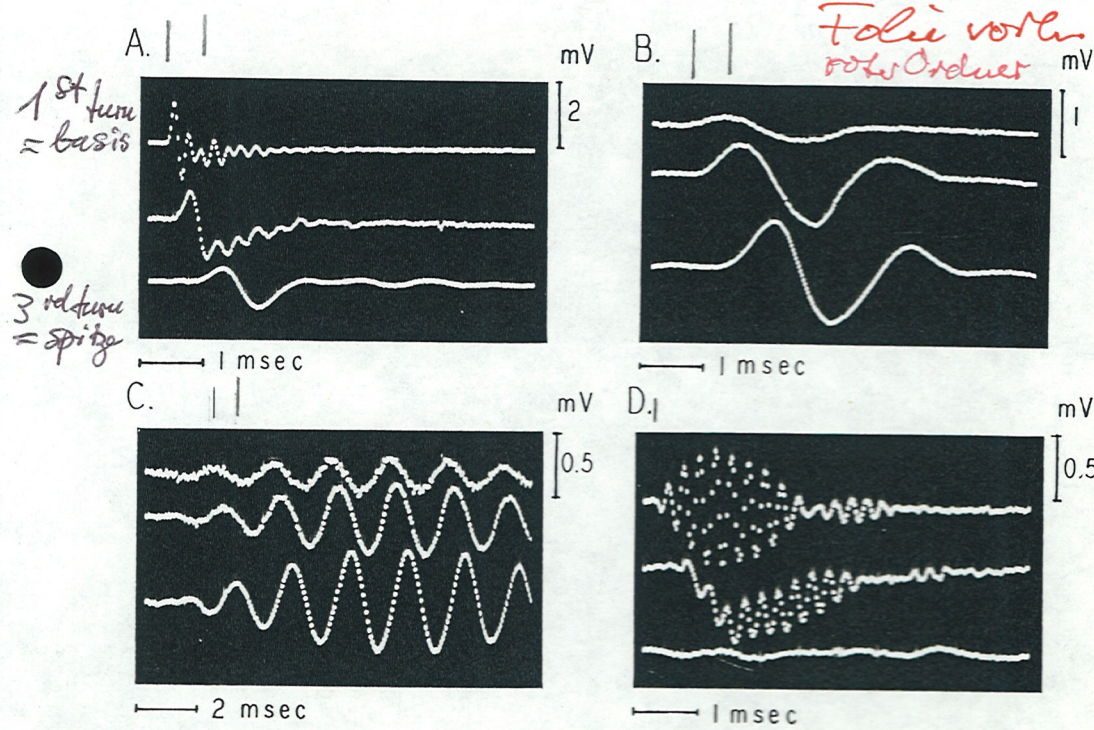 A.
mV
2
1st turn
= basis
3rd turn
= spitze
1 msec
B.
Folie
roter Ordner
mV
1
1 msec
C.
mV
0.5
2 msec
D.
mV
0.5
1 msec